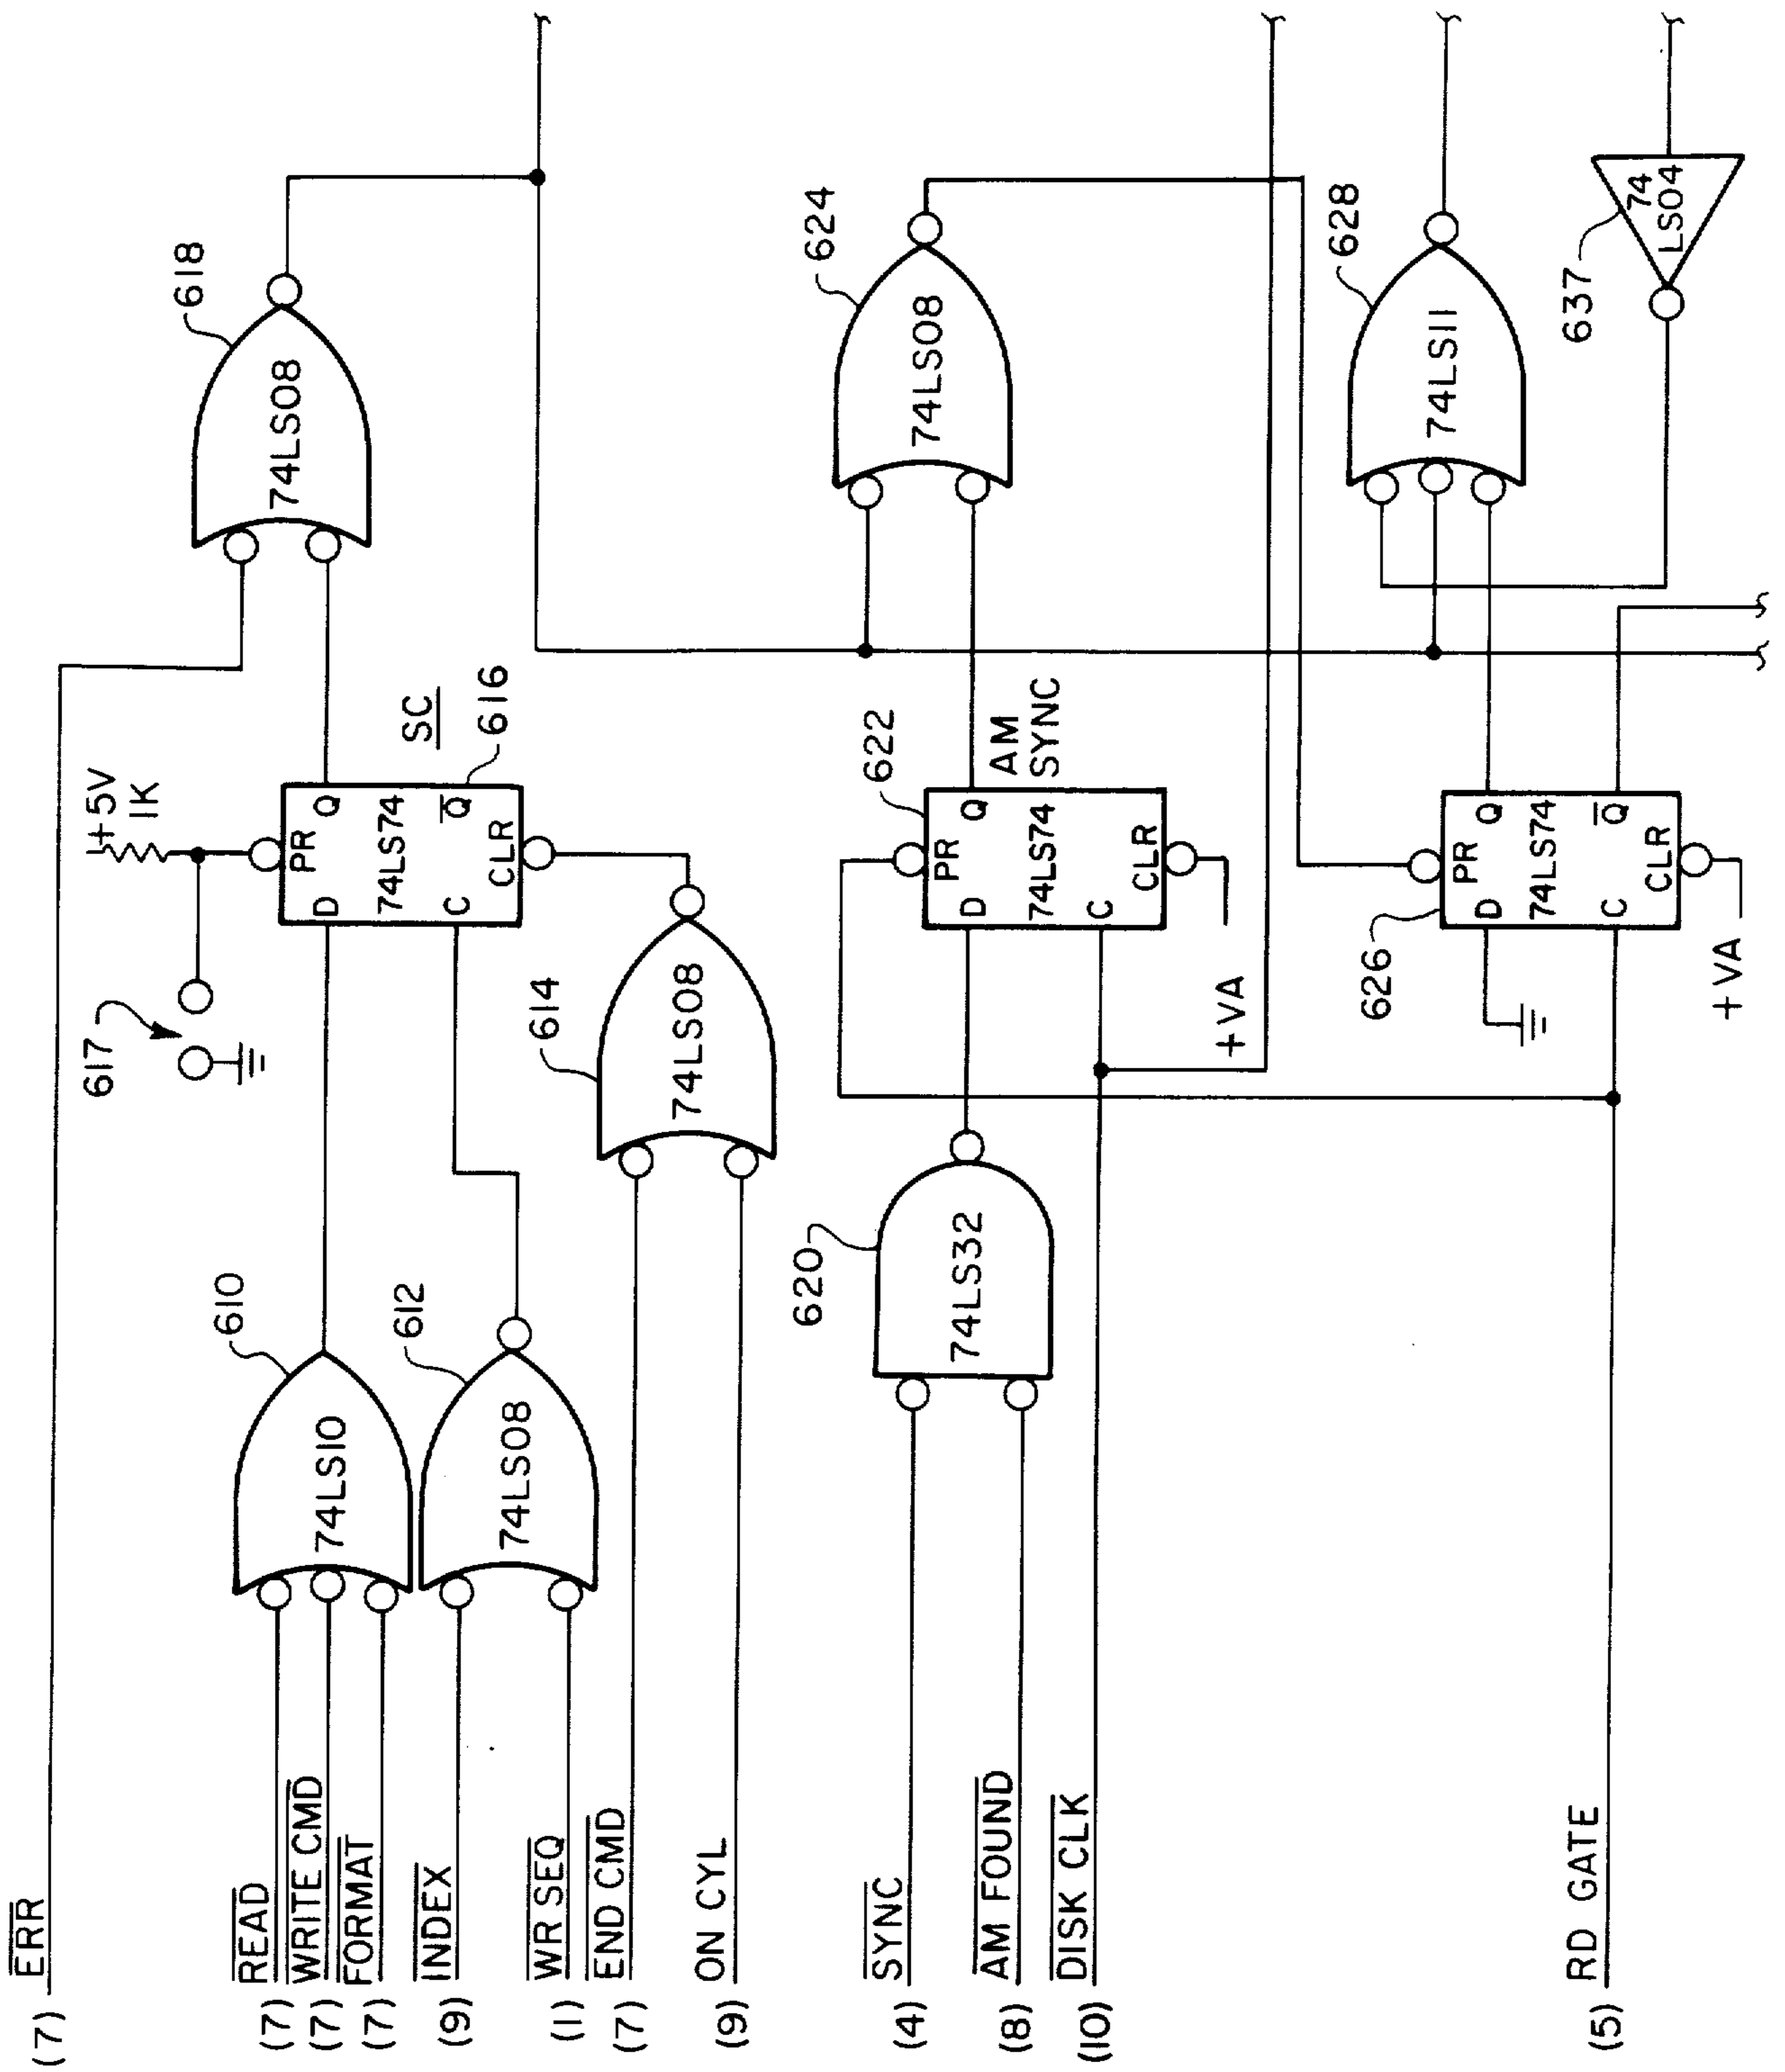 (7) ERR
(7) READ
(7) WRITE CMD
(7) FORMAT
(9) INDEX
(1) WR SEQ
(7) END CMD
(9) ON CYL
(4) SYNC
(8) AM FOUND
(10) DISK CLK
(5) RD GATE
610
74LS10
612
74LS08
614
74LS08
617
+5V
1K
PR
D Q
74LS74
C Q
CLR
SC
616
618
74LS08
620
74LS32
622
PR
D Q
74LS74
C
CLR
+VA
AM
SYNC
624
74LS08
626
PR
D Q
74LS74
C Q
CLR
+VA
628
74LS11
637
74
LS04